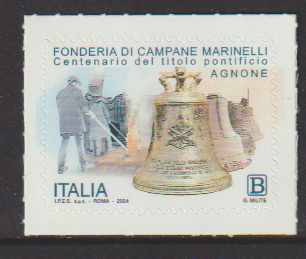 FONDERIA DI CAMPANE MARINELLI
Centenario del titolo pontificio
AGNONE
ITALIA
B
I.P.Z.S. S.p.A. - ROMA - 2024
G. MILITE